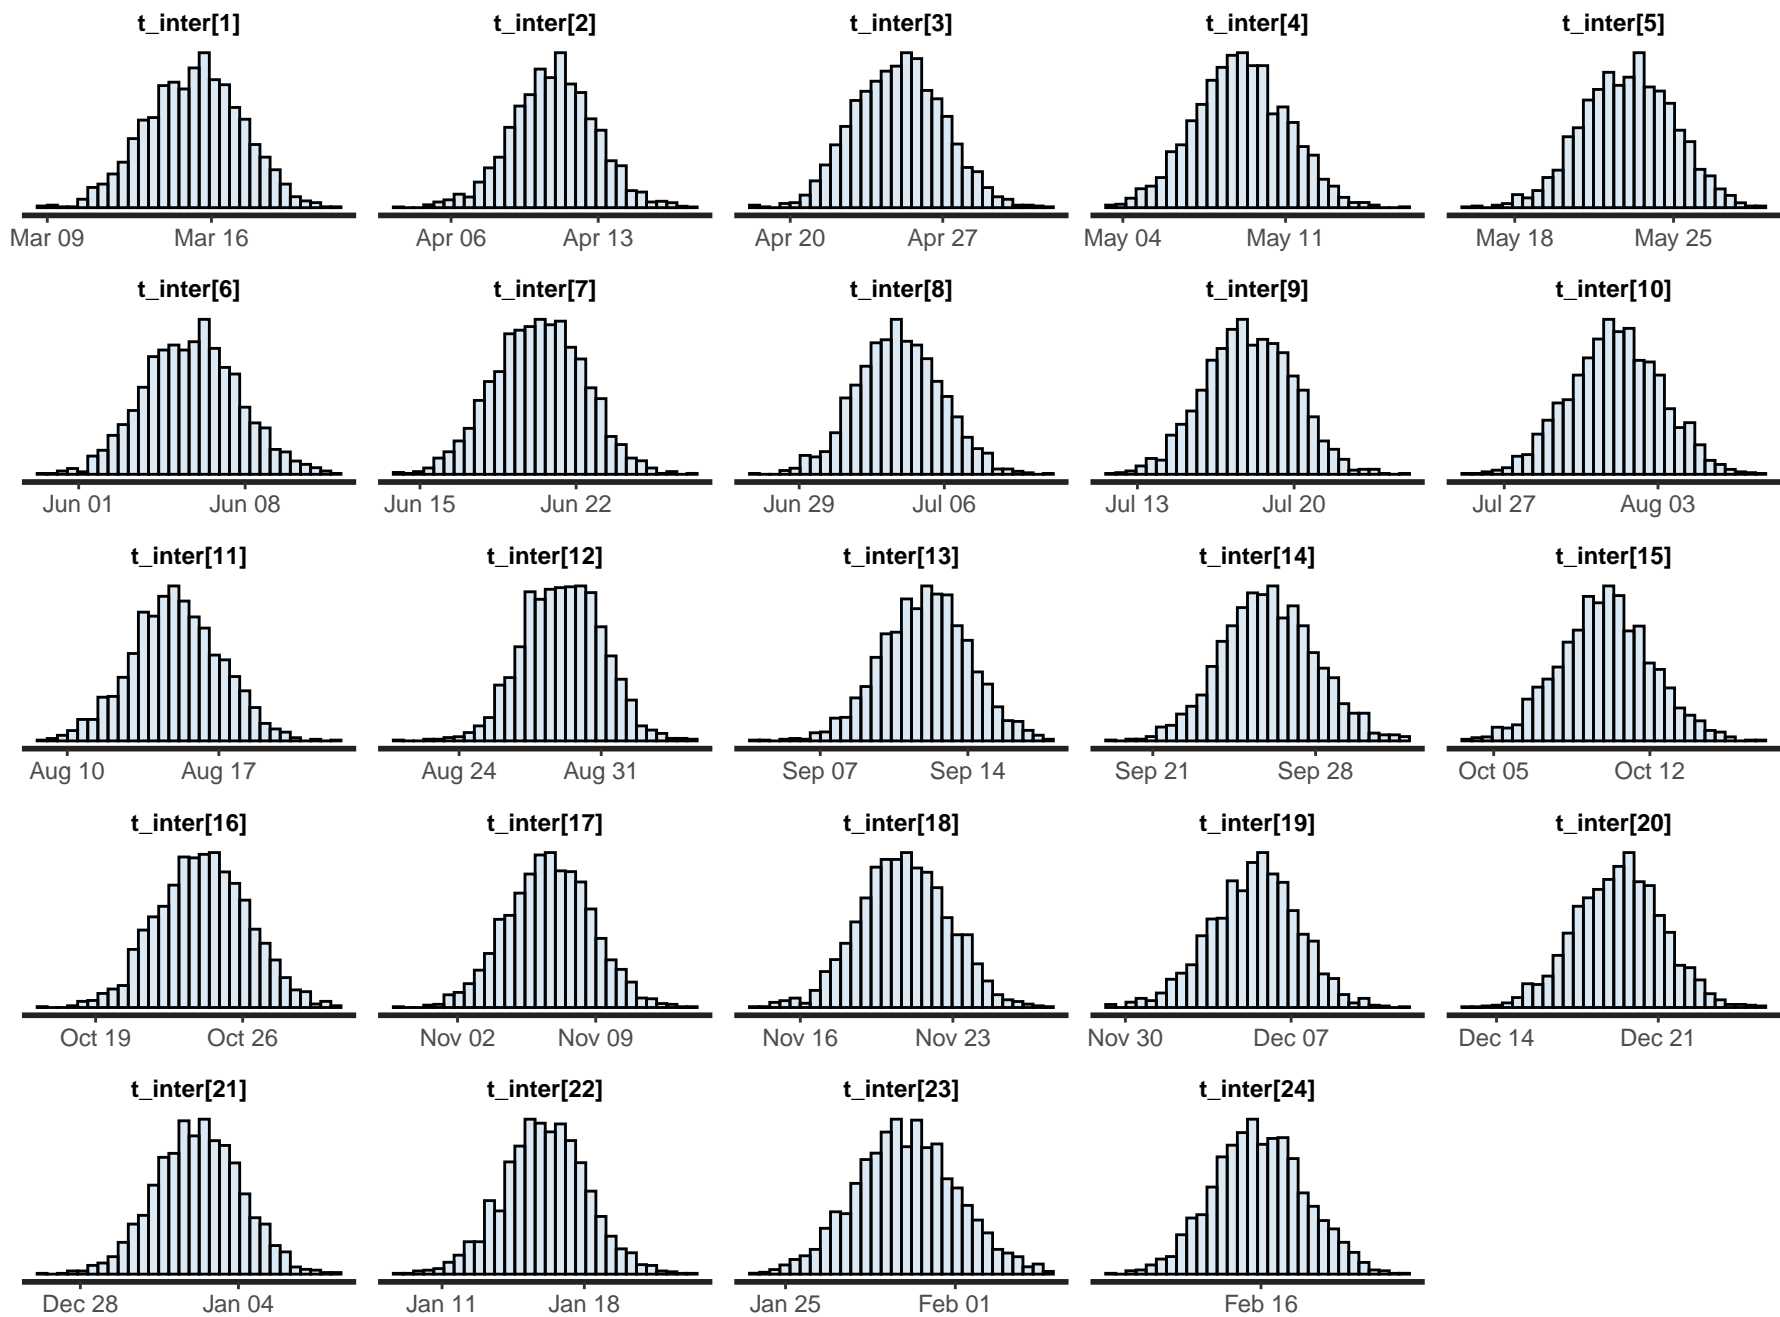 t_inter[1] t_inter[2] t_inter[3] t_inter[4] t_inter[5]
Mar 09 Mar 16 Apr 06 Apr 13 Apr 20 Apr 27 May 04 May 11 May 18 May 25
t_inter[6] t_inter[7] t_inter[8] t_inter[9] t_inter[10]
Jun 01 Jun 08 Jun 15 Jun 22 Jun 29 Jul 06 Jul 13 Jul 20 Jul 27 Aug 03
t_inter[11] t_inter[12] t_inter[13] t_inter[14] t_inter[15]
Aug 10 Aug 17 Aug 24 Aug 31 Sep 07 Sep 14 Sep 21 Sep 28 Oct 05 Oct 12
t_inter[16] t_inter[17] t_inter[18] t_inter[19] t_inter[20]
Oct 19 Oct 26 Nov 02 Nov 09 Nov 16 Nov 23 Nov 30 Dec 07 Dec 14 Dec 21
t_inter[21] t_inter[22] t_inter[23] t_inter[24]
Dec 28 Jan 04 Jan 11 Jan 18 Jan 25 Feb 01 Feb 16